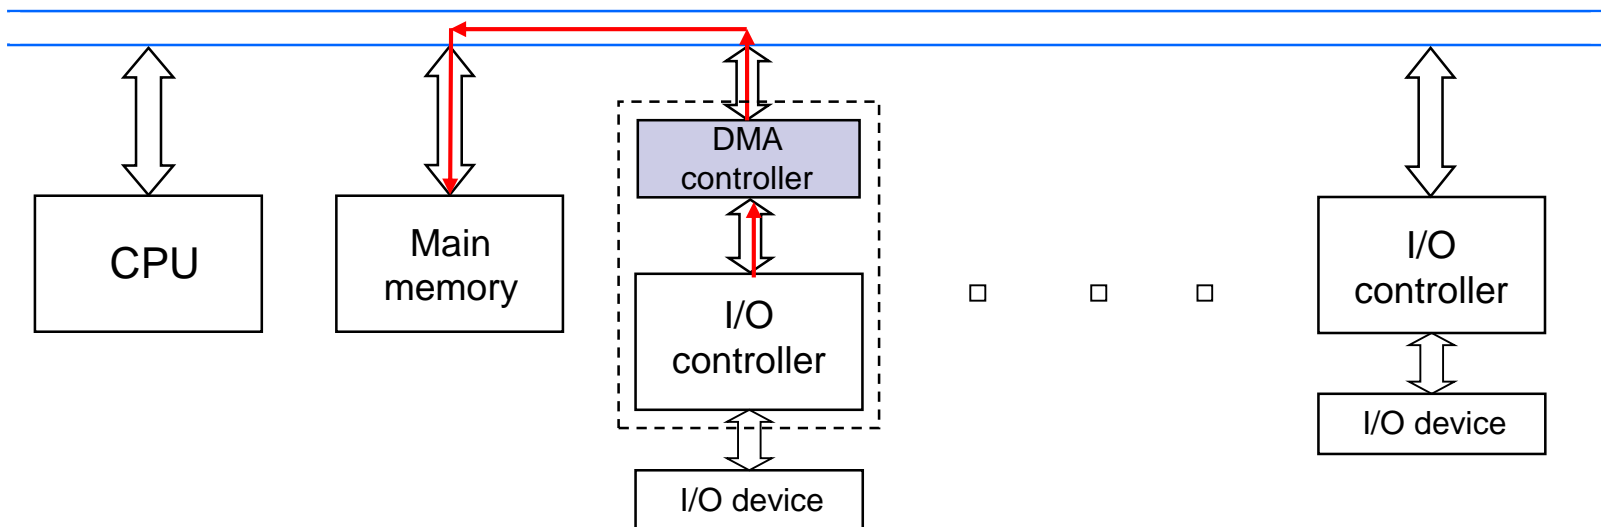 DMA
controller
CPU
Main
memory
I/O
controller
I/O device
I/O
controller
I/O device